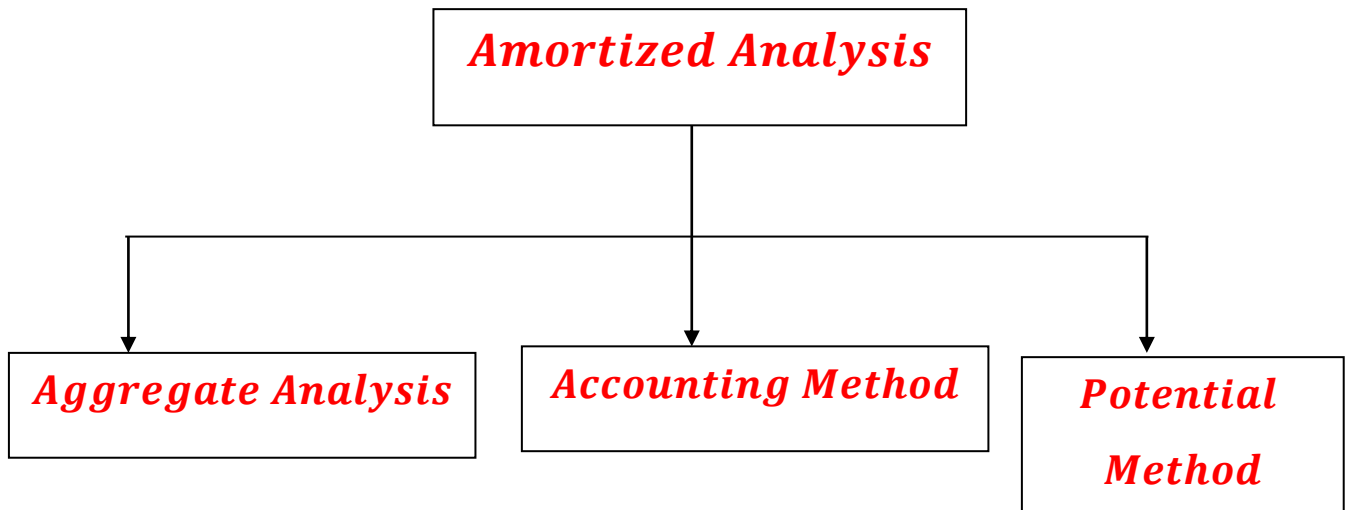 Amortized Analysis
Aggregate Analysis
Accounting Method
Potential
Method